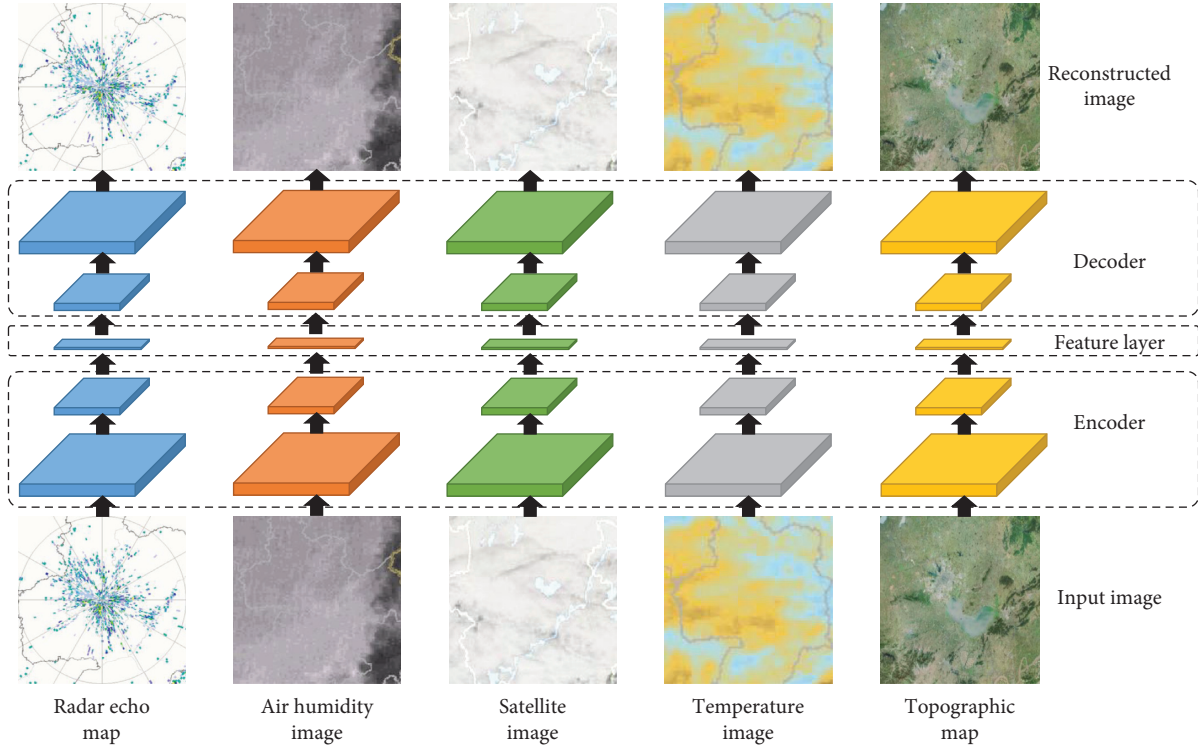 Reconstructed
image
Decoder
Feature layer
Encoder
Input image
Radar echo
map
Air humidity
image
Satellite
image
Temperature
image
Topographic
map